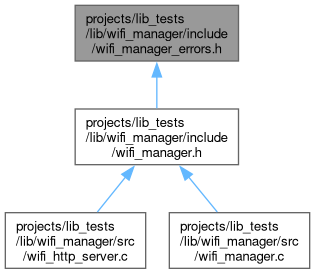 projects/lib_tests
/lib/wifi_manager/include
/wifi_manager_errors.h
projects/lib_tests
/lib/wifi_manager/include
/wifi_manager.h
projects/lib_tests
/lib/wifi_manager/src
/wifi_http_server.c
projects/lib_tests
/lib/wifi_manager/src
/wifi_manager.c